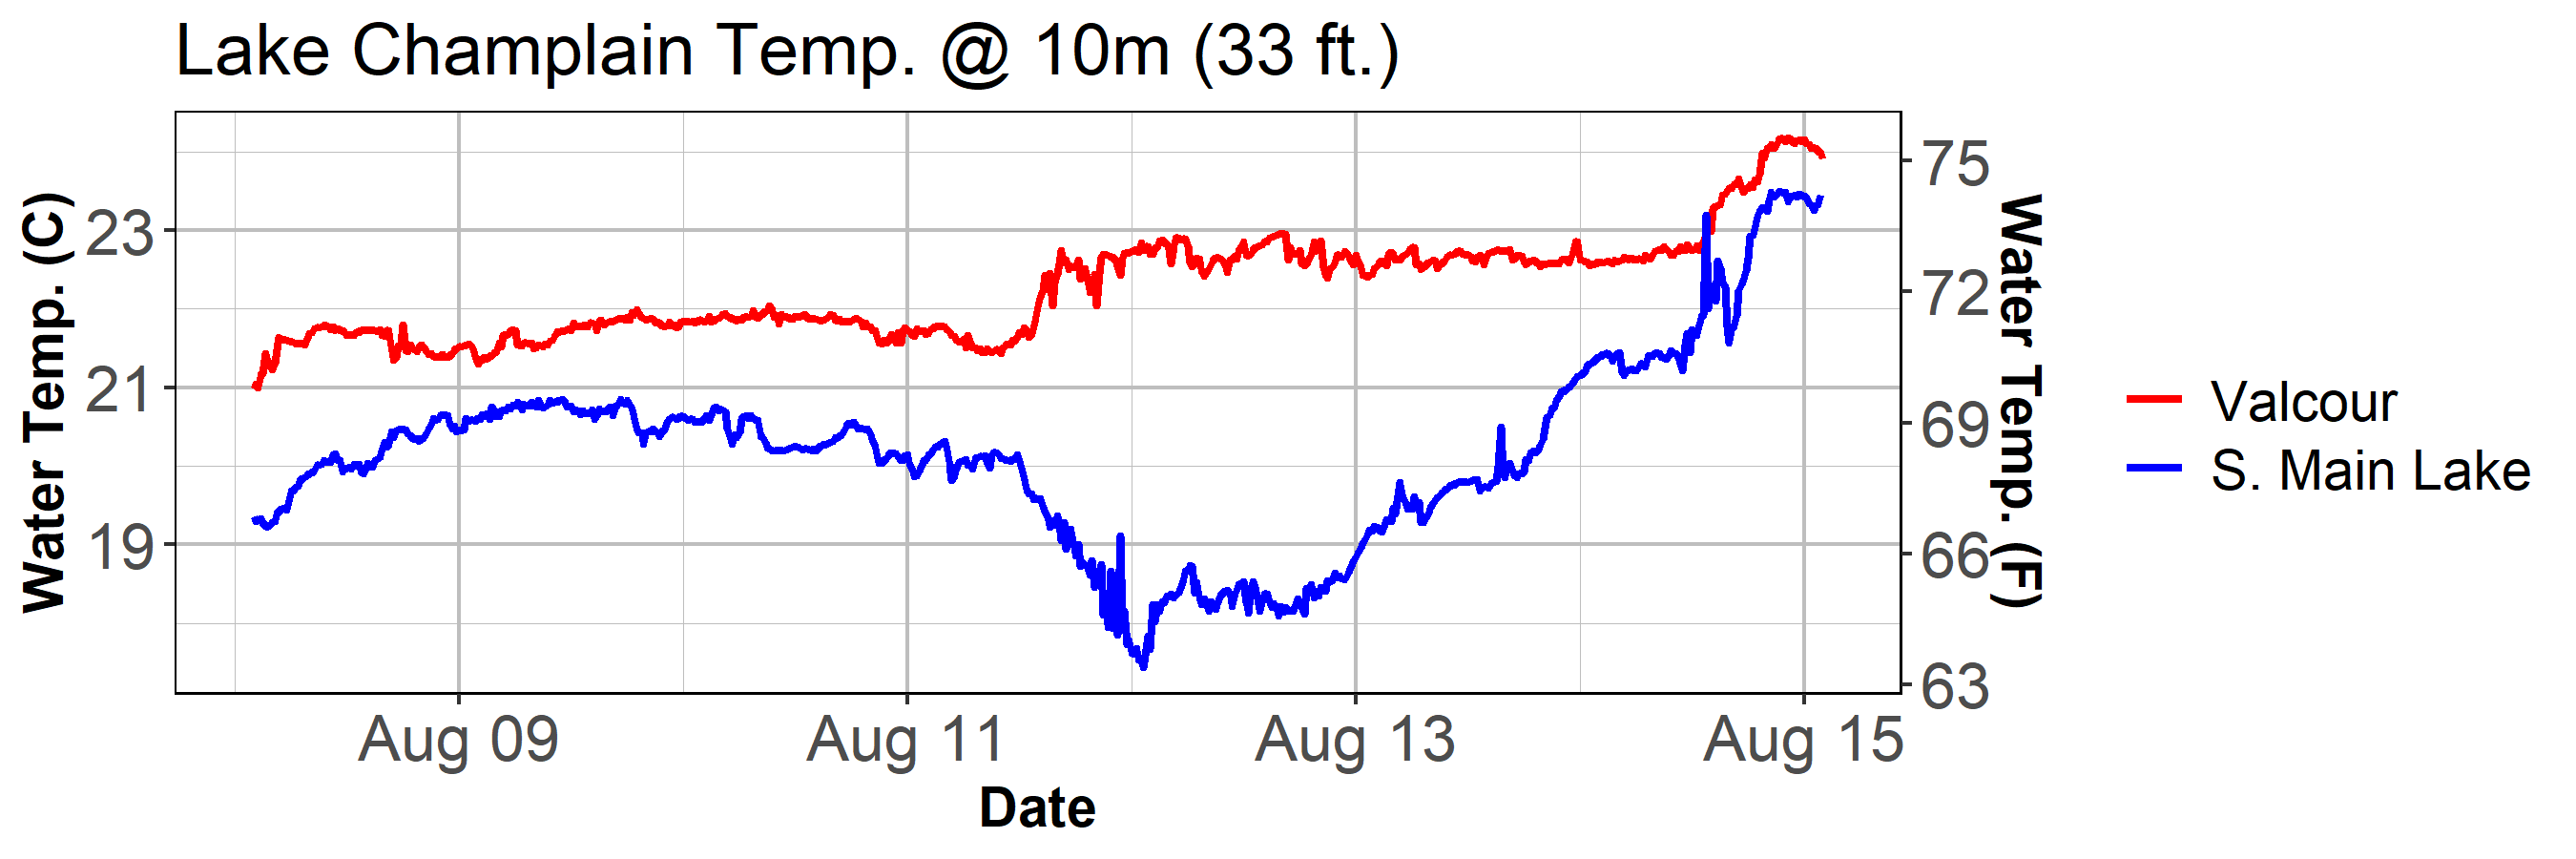 Lake Champlain Temp. @ 10m (33 ft.)
Water Temp. (C)
23
21
19
75
72
69
66
63
Water Temp. (F)
Aug 09
Aug 11
Aug 13
Aug 15
Date
Valcour
S. Main Lake